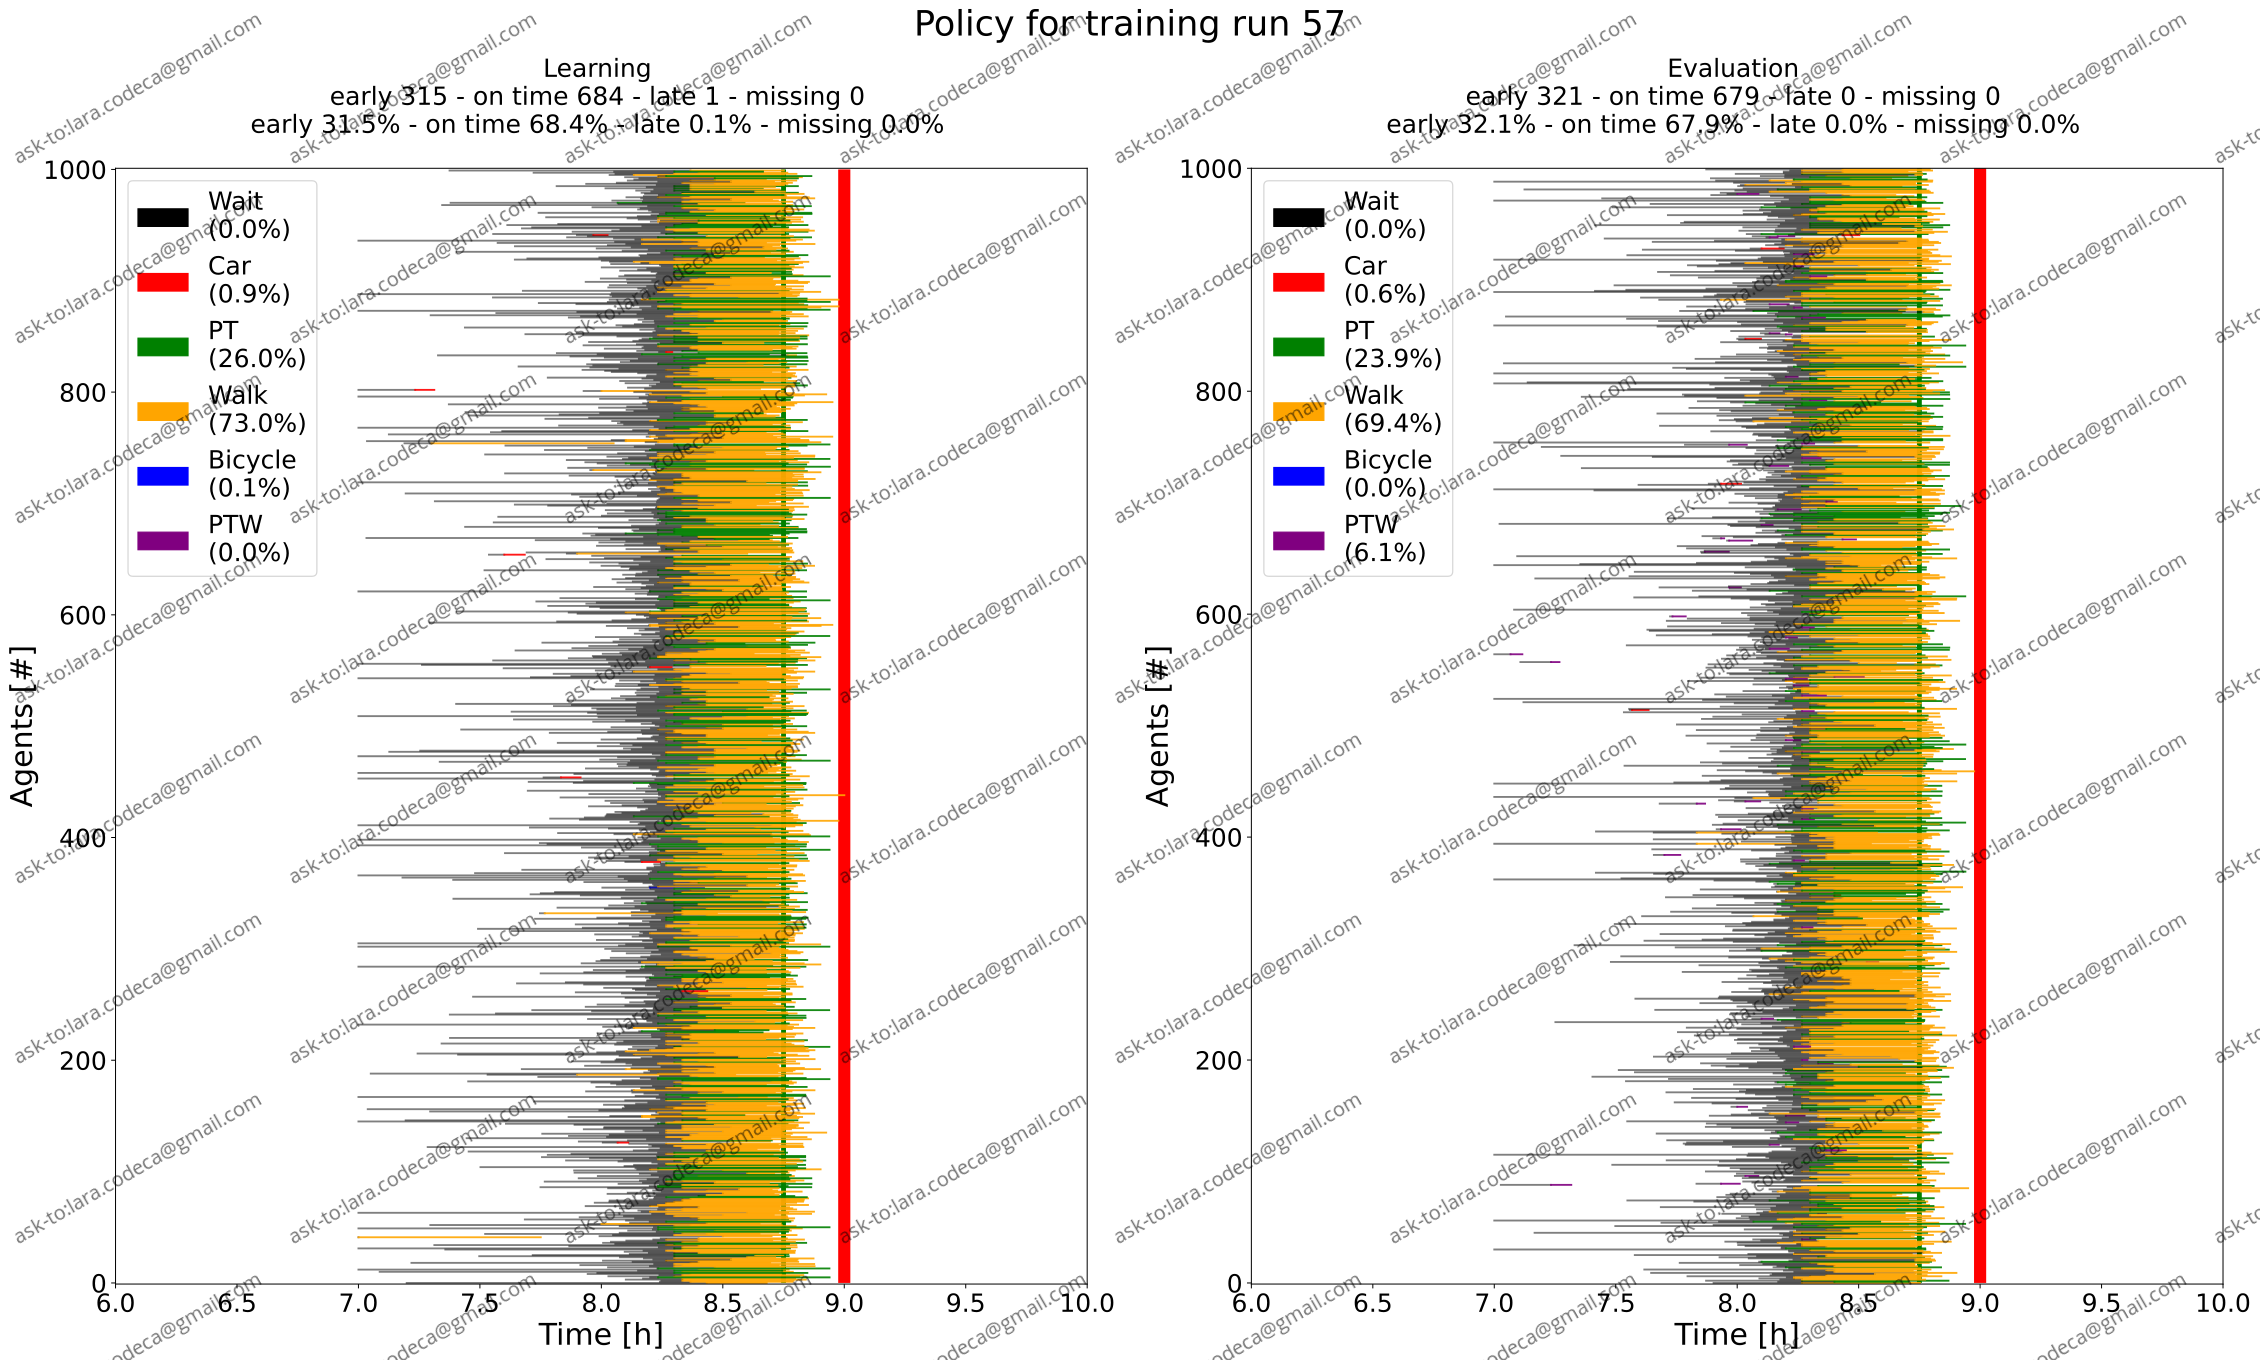 Policy for training run 57
Learning
early 315 - on time 684 - late 1 - missing 0
early 31.5% - on time 68.4% - late 0.1% - missing 0.0%
Evaluation
early 321 - on time 679 - late 0 - missing 0
early 32.1% - on time 67.9% - late 0.0% - missing 0.0%
Wait
(0.0%)
Car
(0.9%)
PT
(26.0%)
Walk
(73.0%)
Bicycle
(0.1%)
PTW
(0.0%)
1000
800
600
400
200
0
Agents [#]
6.0 6.5 7.0 7.5 8.0 8.5 9.0 9.5 10.0
Time [h]
Wait
(0.0%)
Car
(0.6%)
PT
(23.9%)
Walk
(69.4%)
Bicycle
(0.0%)
PTW
(6.1%)
1000
800
600
400
200
0
Agents [#]
6.0 6.5 7.0 7.5 8.0 8.5 9.0 9.5 10.0
Time [h]
ask-to:lara.codeca@gmail.com